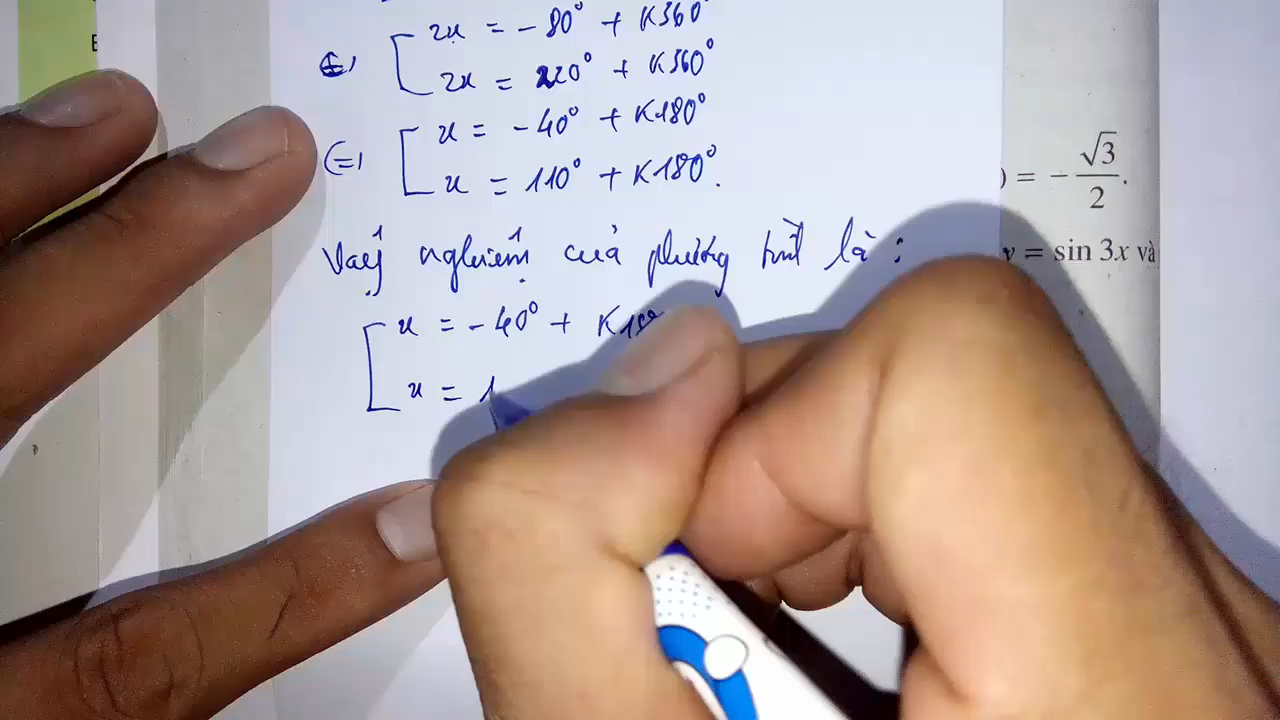 2x = -80° + K360°
⇔ 2x = 220° + K360°
x = -40° + K180°
⇔ x = 110° + K180°.
Vậy nghiệm của phương trình là:
x = -40° + K180
x = 1
) = -√3/2.
y = sin 3x và
E